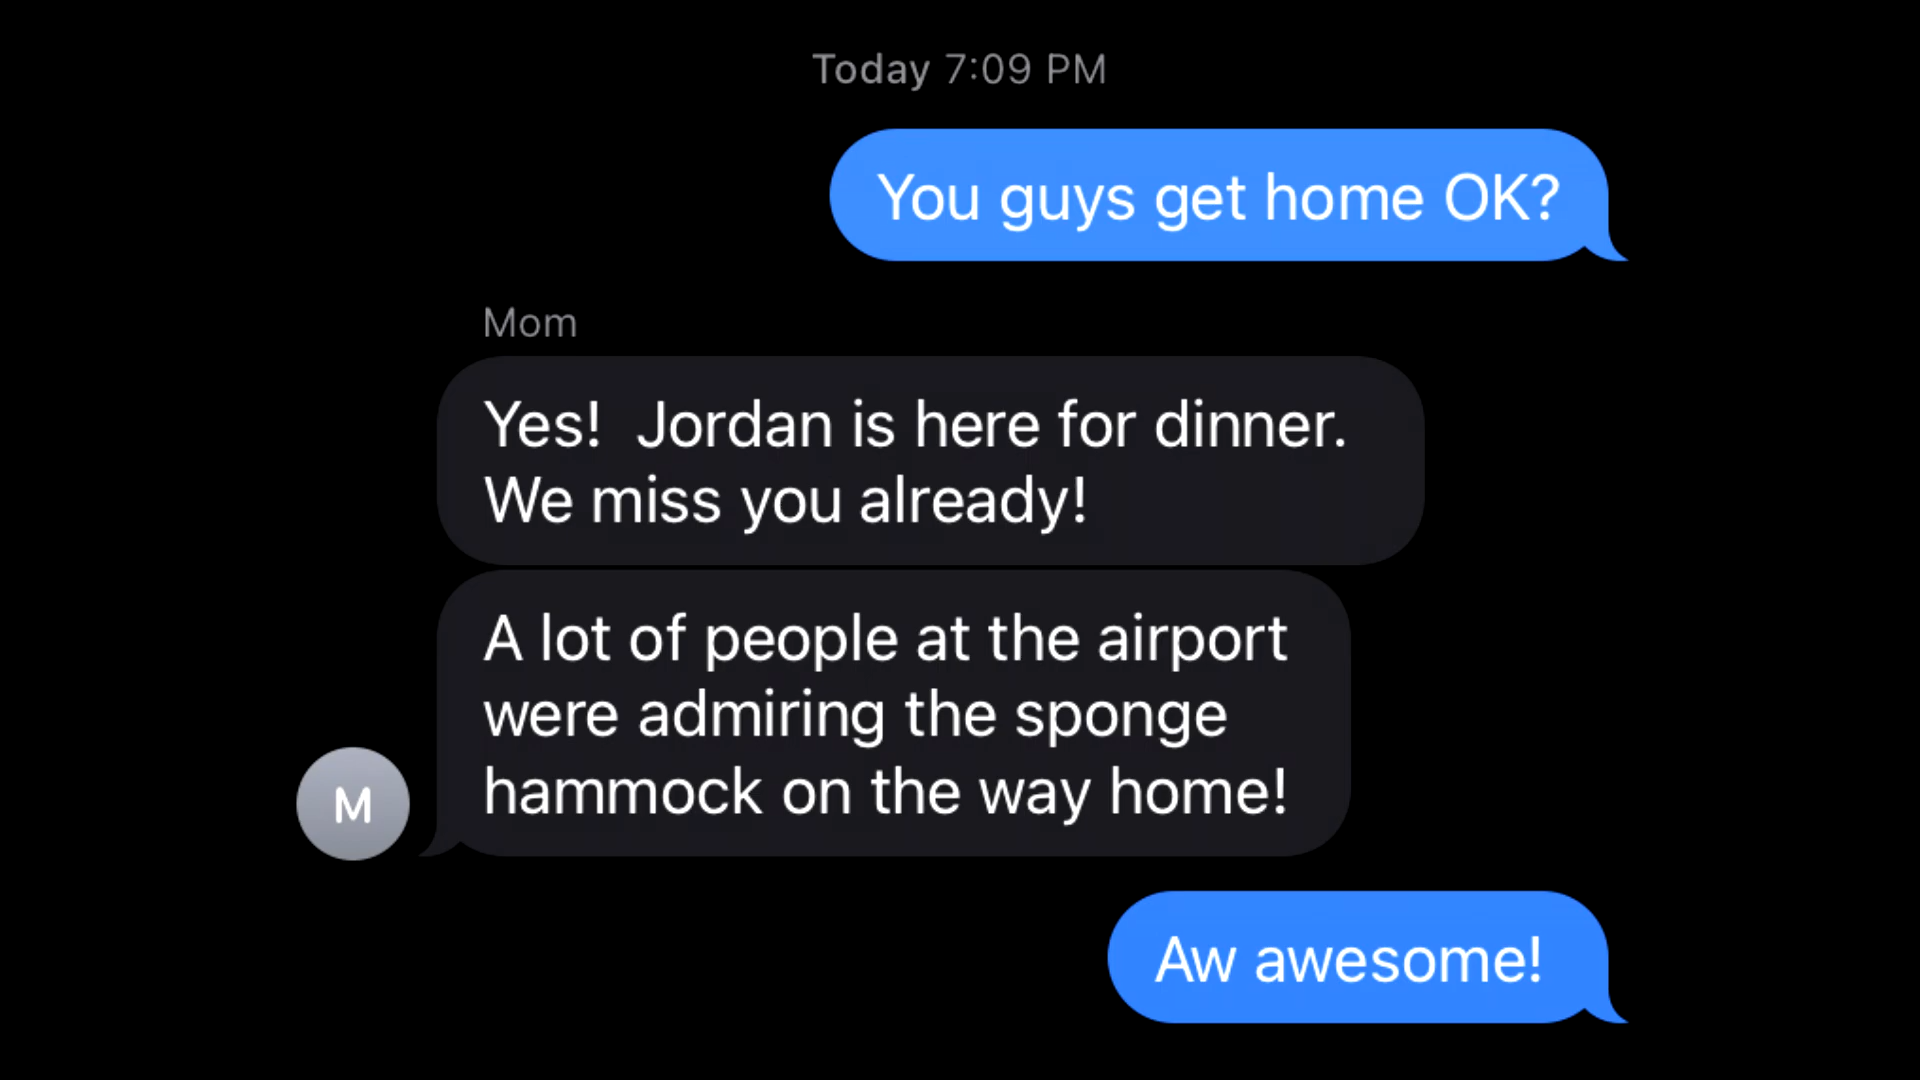 Today 7:09 PM
You guys get home OK?
Mom
Yes!  Jordan is here for dinner.
We miss you already!
A lot of people at the airport
were admiring the sponge
hammock on the way home!
M
Aw awesome!